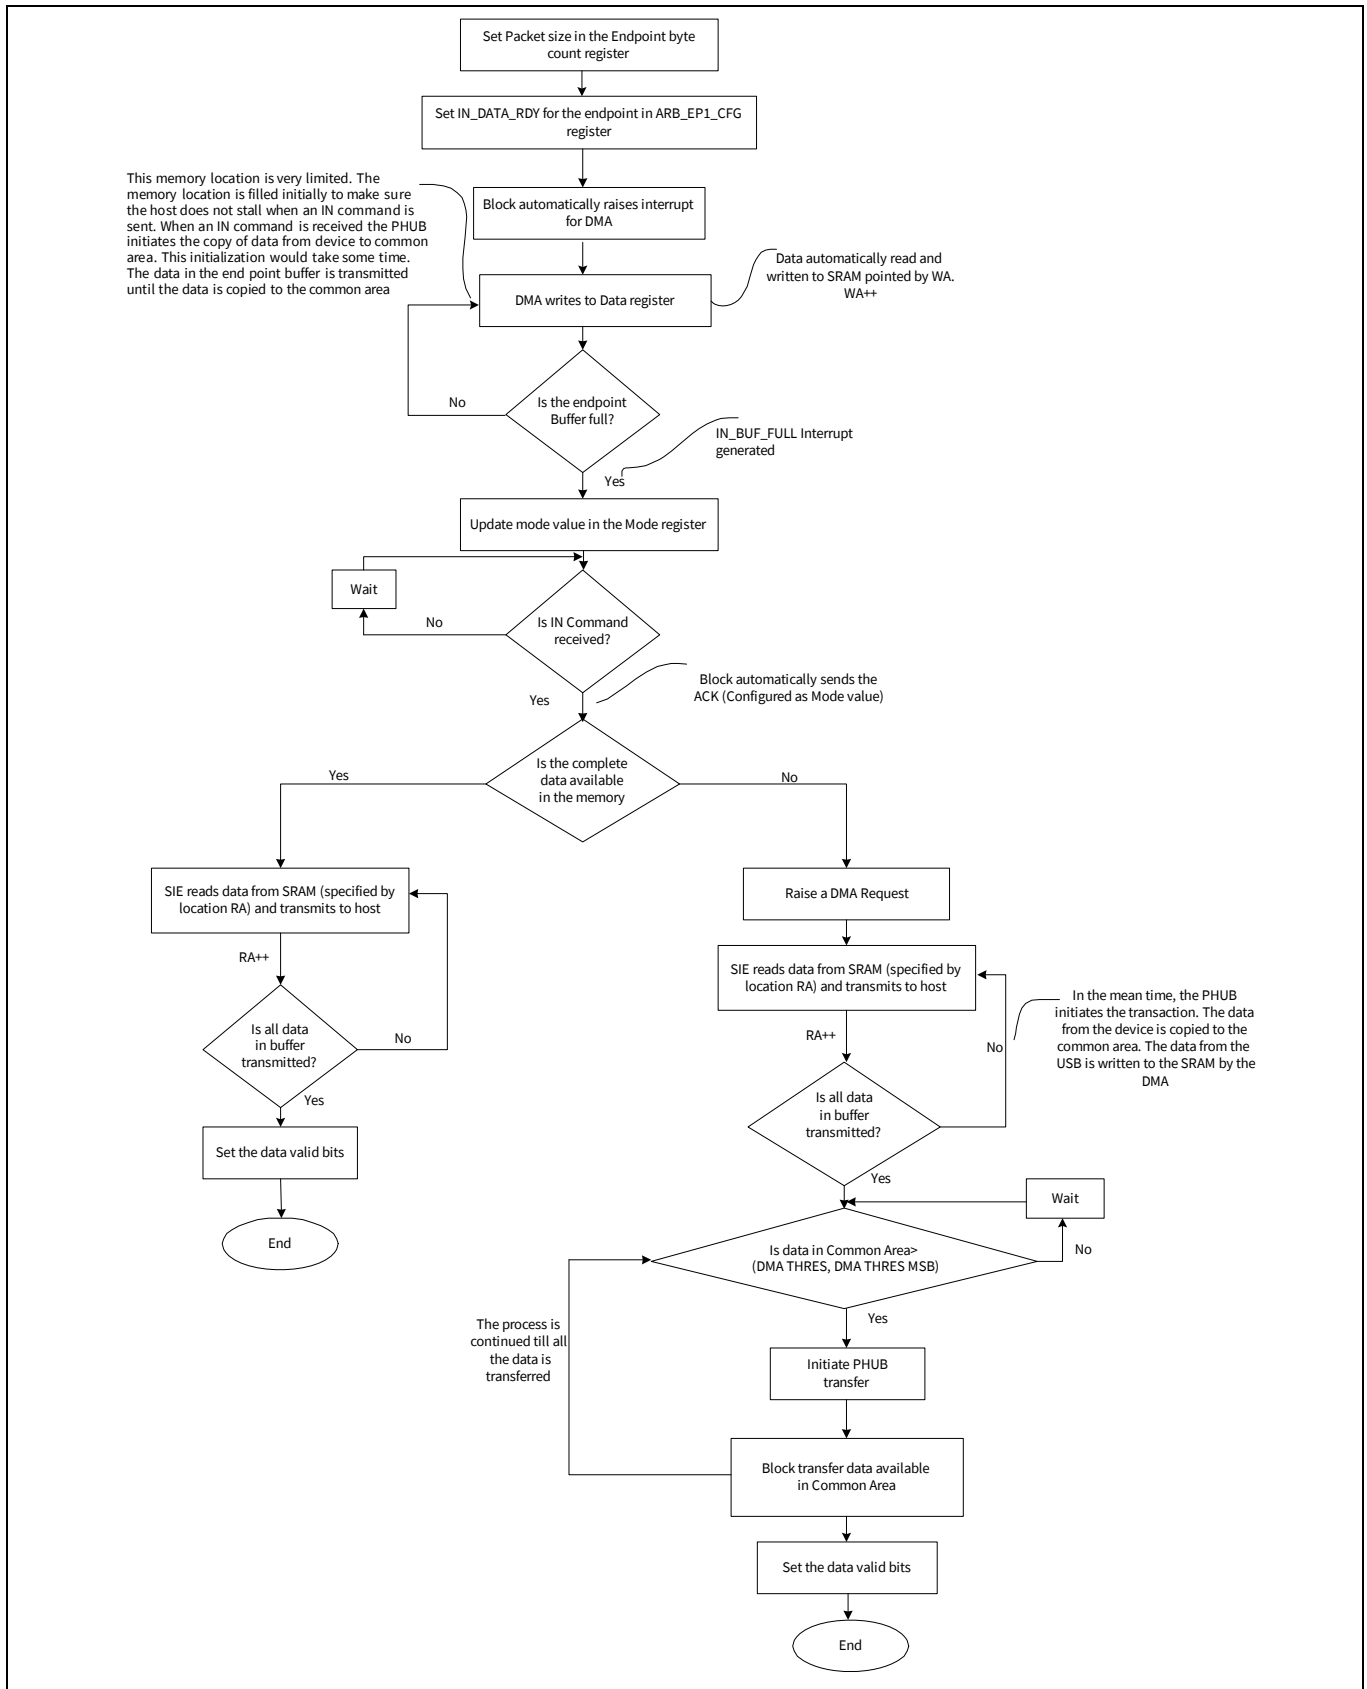 Set Packet size in the Endpoint byte
count register
Set IN_DATA_RDY for the endpoint in ARB_EP1_CFG
register
This memory location is very limited. The
memory location is filled initially to make sure
the host does not stall when an IN command is
sent. When an IN command is received the PHUB
initiates the copy of data from device to common
area. This initialization would take some time.
The data in the end point buffer is transmitted
until the data is copied to the common area
Block automatically raises interrupt
for DMA
Data automatically read and
written to SRAM pointed by WA.
WA++
DMA writes to Data register
No
Is the endpoint
Buffer full?
IN_BUF_FULL Interrupt
generated
Yes
Update mode value in the Mode register
Wait
No
Is IN Command
received?
Block automatically sends the
ACK (Configured as Mode value)
Yes
Is the complete
data available
in the memory
Yes
No
SIE reads data from SRAM (specified by
location RA) and transmits to host
RA++
Is all data
in buffer
transmitted?
No
Yes
Set the data valid bits
End
Raise a DMA Request
SIE reads data from SRAM (specified by
location RA) and transmits to host
RA++
No
In the mean time, the PHUB
initiates the transaction. The data
from the device is copied to the
common area. The data from the
USB is written to the SRAM by the
DMA
Is all data
in buffer
transmitted?
Yes
Wait
No
Is data in Common Area>
(DMA THRES, DMA THRES MSB)
Yes
The process is
continued till all
the data is
transferred
Initiate PHUB
transfer
Block transfer data available
in Common Area
Set the data valid bits
End